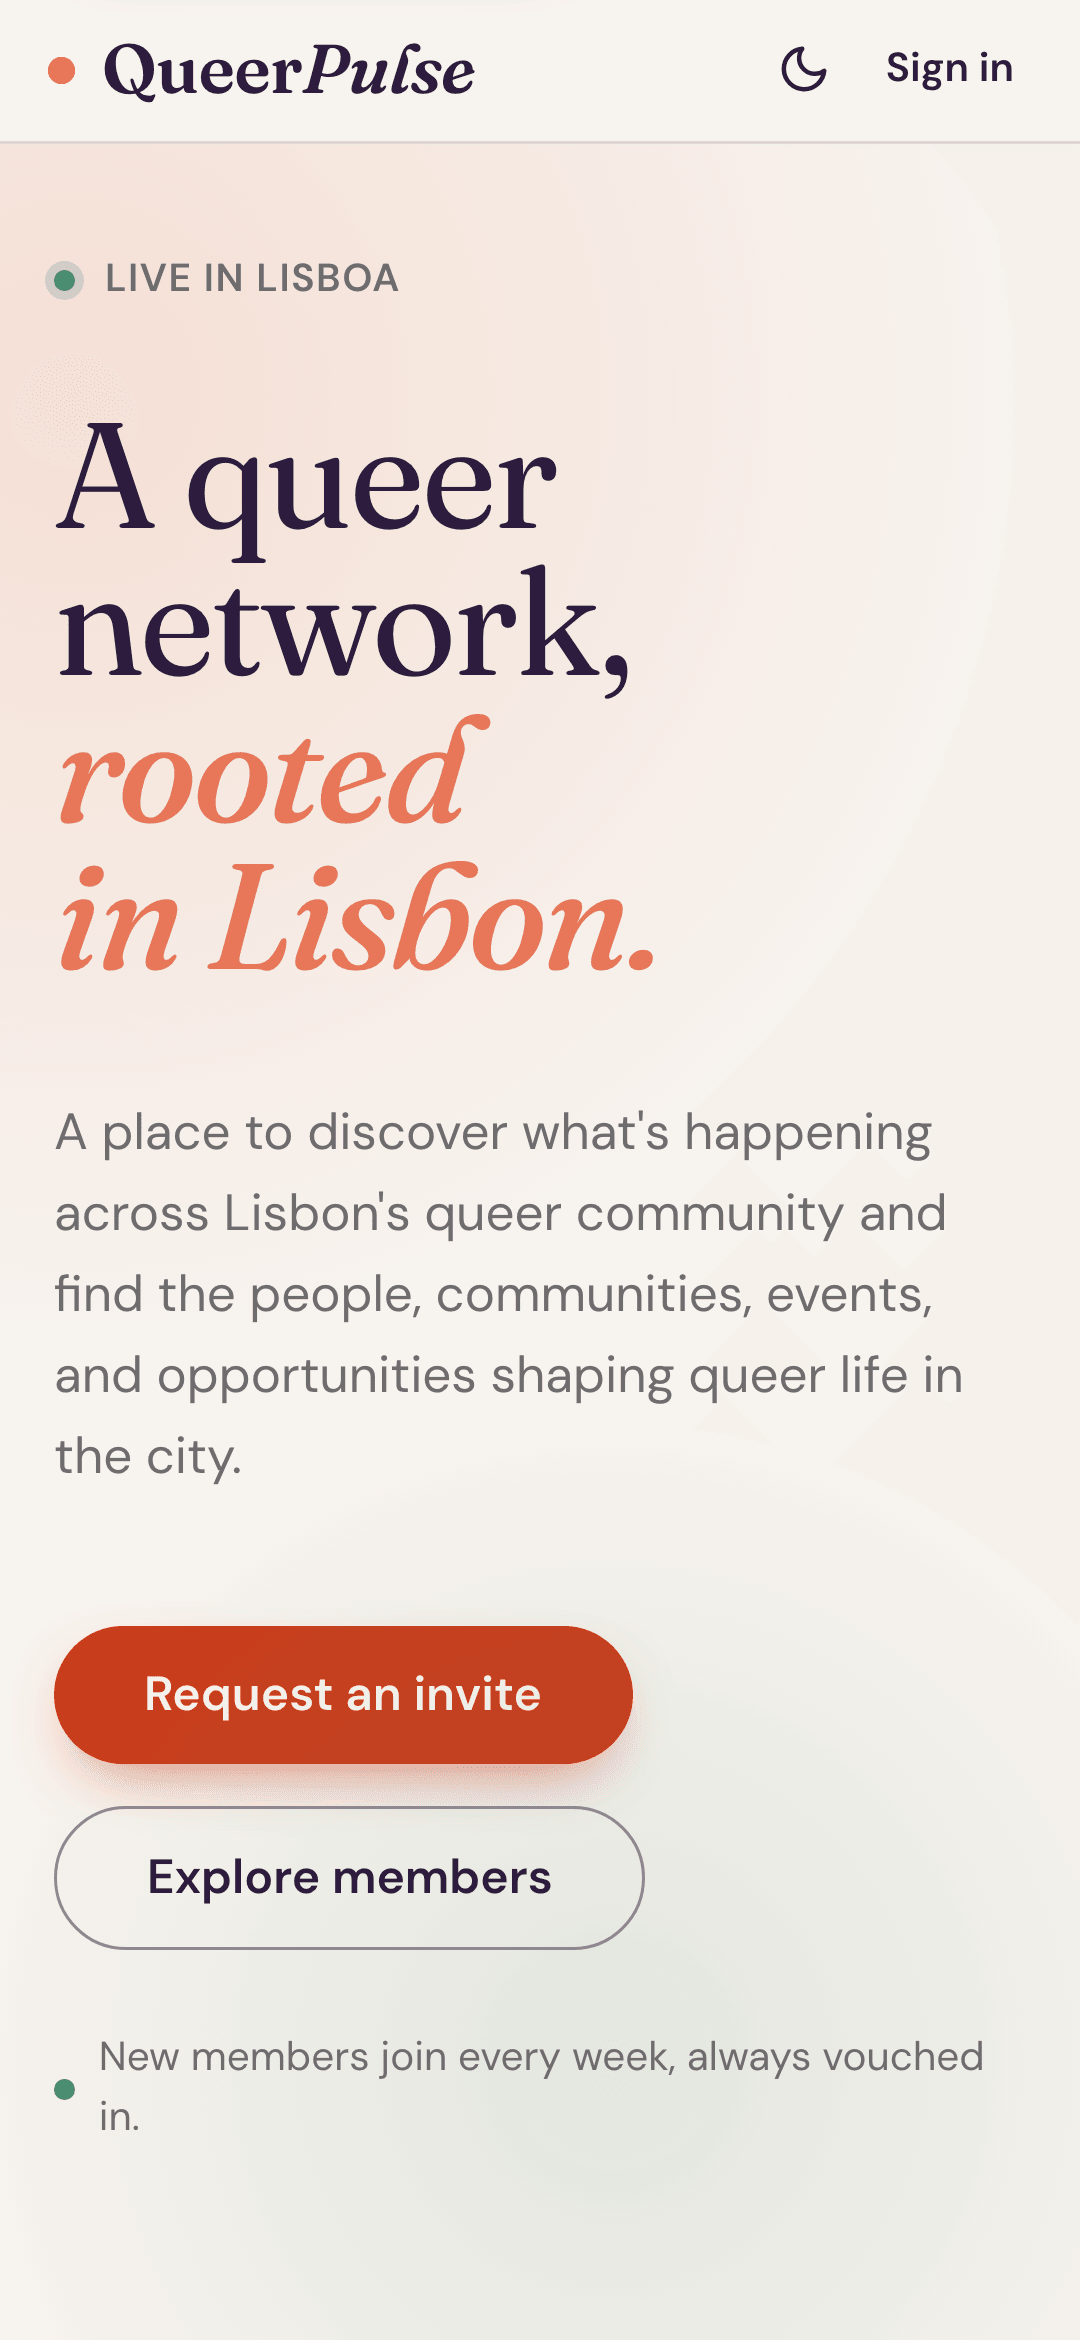 QueerPulse
Sign in
LIVE IN LISBOA
A queer
network,
rooted
in Lisbon.
A place to discover what's happening
across Lisbon's queer community and
find the people, communities, events,
and opportunities shaping queer life in
the city.
Request an invite
Explore members
New members join every week, always vouched
in.